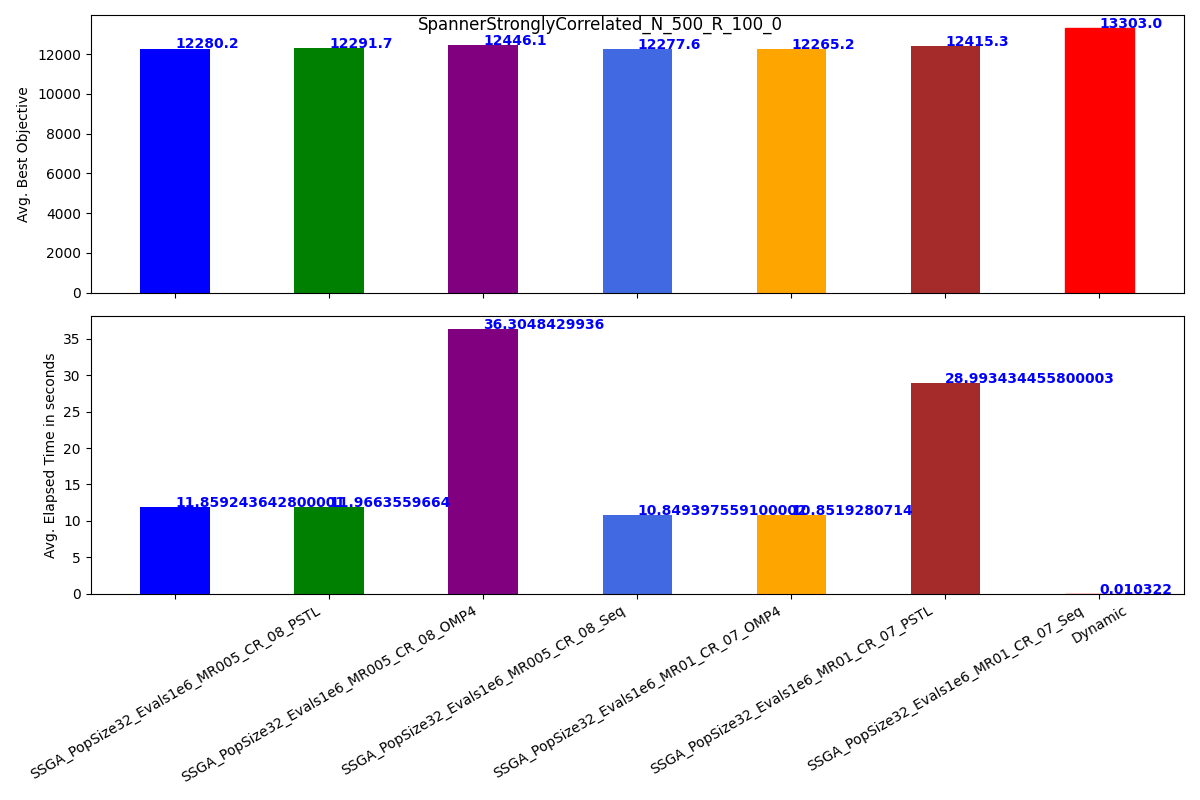 SpannerStronglyCorrelated_N_500_R_100_0
Avg. Best Objective
12000
10000
8000
6000
4000
2000
0
12280.2
12291.7
12446.1
12277.6
12265.2
12415.3
13303.0
Avg. Elapsed Time in seconds
35
30
25
20
15
10
5
0
11.859243642800001
11.9663559664
36.3048429936
10.849397559100002
10.8519280714
28.993434455800003
0.010322
SSGA_PopSize32_Evals1e6_MR005_CR_08_PSTL
SSGA_PopSize32_Evals1e6_MR005_CR_08_OMP4
SSGA_PopSize32_Evals1e6_MR005_CR_08_Seq
SSGA_PopSize32_Evals1e6_MR01_CR_07_OMP4
SSGA_PopSize32_Evals1e6_MR01_CR_07_PSTL
SSGA_PopSize32_Evals1e6_MR01_CR_07_Seq
Dynamic